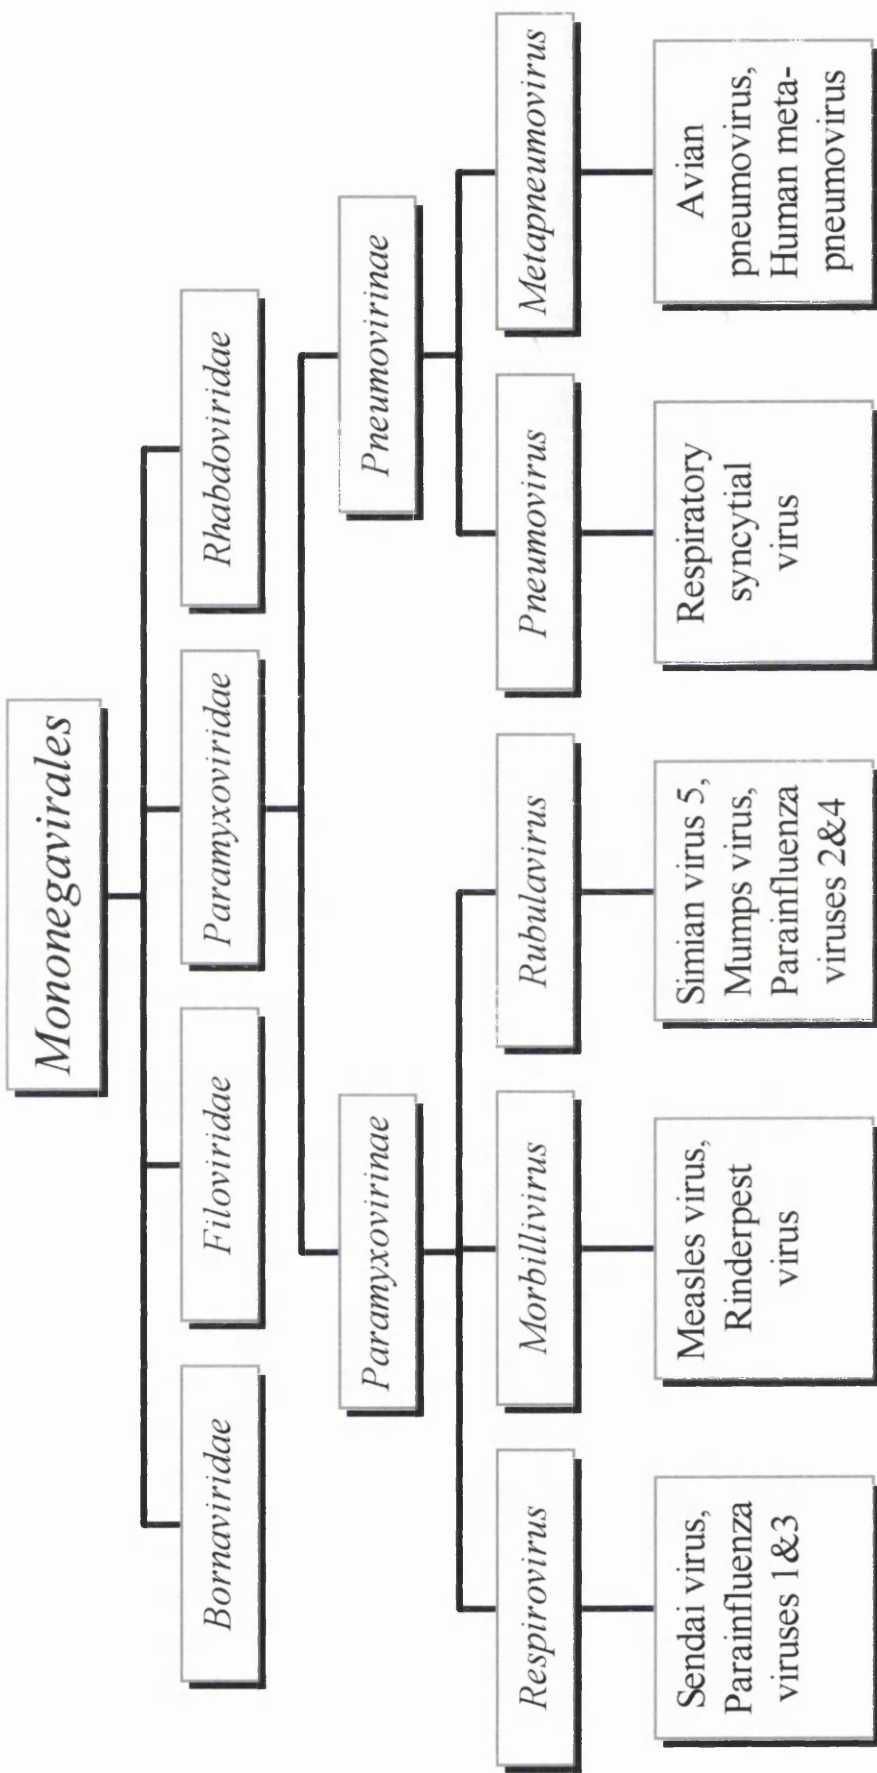 Mononegavirales
Bornaviridae
Filoviridae
Paramyxoviridae
Rhabdoviridae
Paramyxovirinae
Pneumovirinae
Respirovirus
Morbillivirus
Rubulavirus
Pneumovirus
Metapneumovirus
Sendai virus,
Parainfluenza
viruses 1&3
Measles virus,
Rinderpest
virus
Simian virus 5,
Mumps virus,
Parainfluenza
viruses 2&4
Respiratory
syncytial
virus
Avian
pneumovirus,
Human meta-
pneumovirus